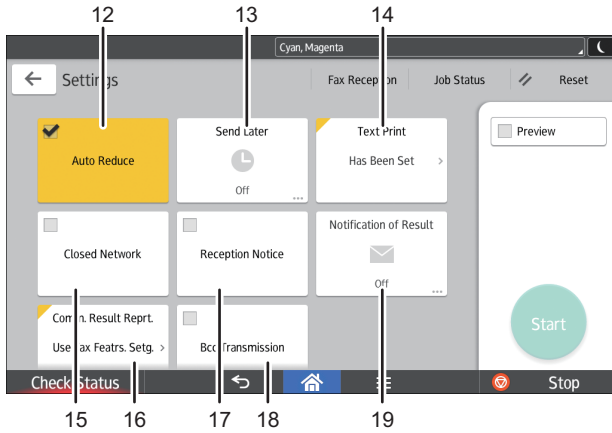 12 13 14
Cyan, Magenta
Settings Fax Reception Job Status Reset
Auto Reduce
Send Later
Off
Text Print
Has Been Set
Preview
Closed Network
Reception Notice
Notification of Result
Off
Comm. Result Reprt.
Use Fax Featrs. Setg.
Bcc Transmission
Start
Check Status Stop
15 16 17 18 19